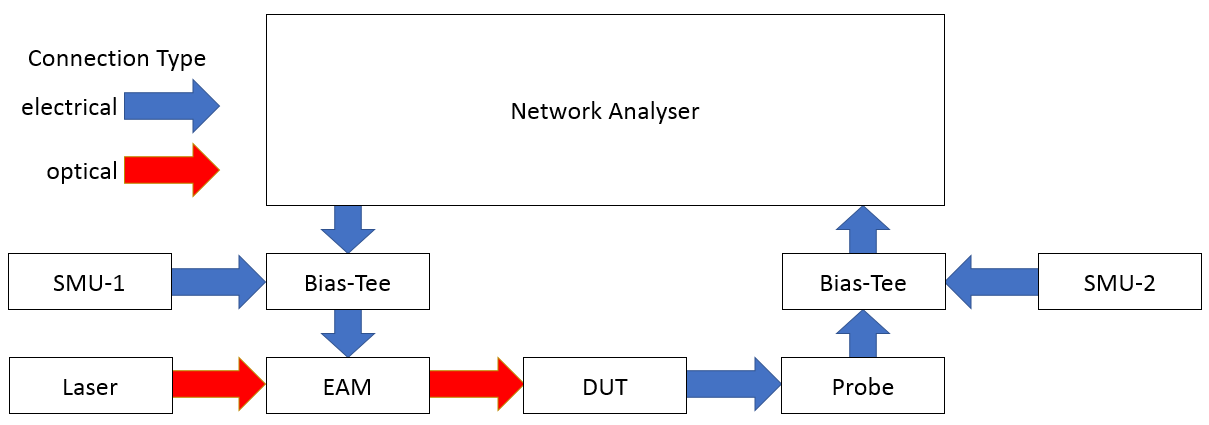 Connection Type
electrical
optical
Network Analyser
SMU-1
Bias-Tee
Bias-Tee
SMU-2
Laser
EAM
DUT
Probe